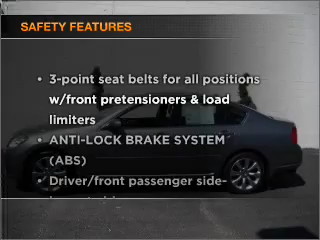 SAFETY FEATURES
• 3-point seat belts for all positions
w/front pretensioners & load
limiters
• ANTI-LOCK BRAKE SYSTEM
(ABS)
• Driver/front passenger side-